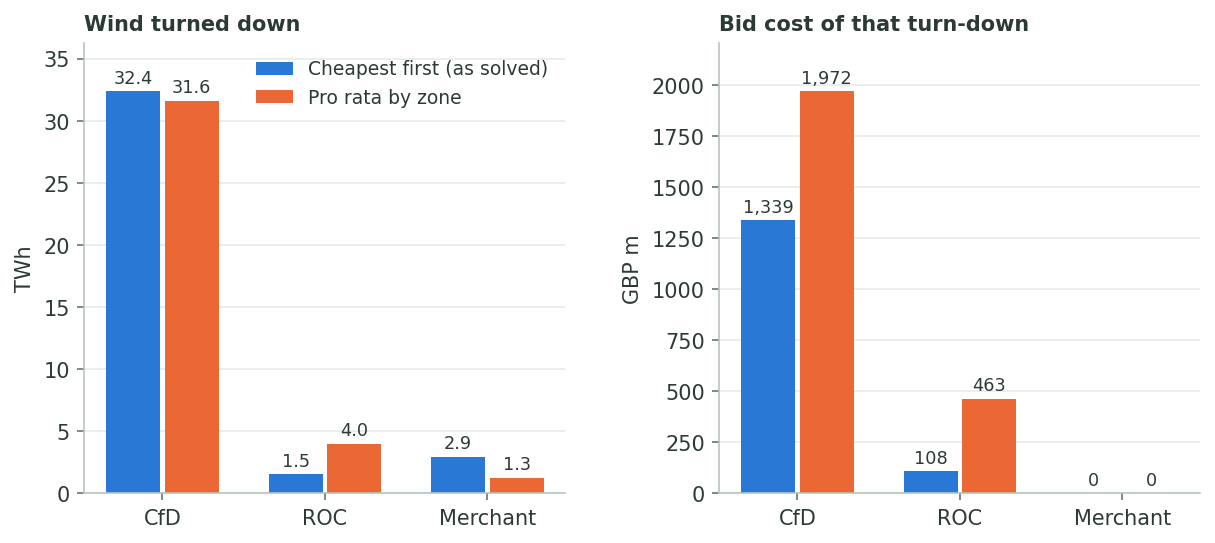 Wind turned down
35
30
25
20
15
10
5
0
TWh
Cheapest first (as solved)
Pro rata by zone
32.4
31.6
1.5
4.0
2.9
1.3
CfD
ROC
Merchant
Bid cost of that turn-down
2000
1750
1500
1250
1000
750
500
250
0
GBP m
1,339
1,972
108
463
0
0
CfD
ROC
Merchant